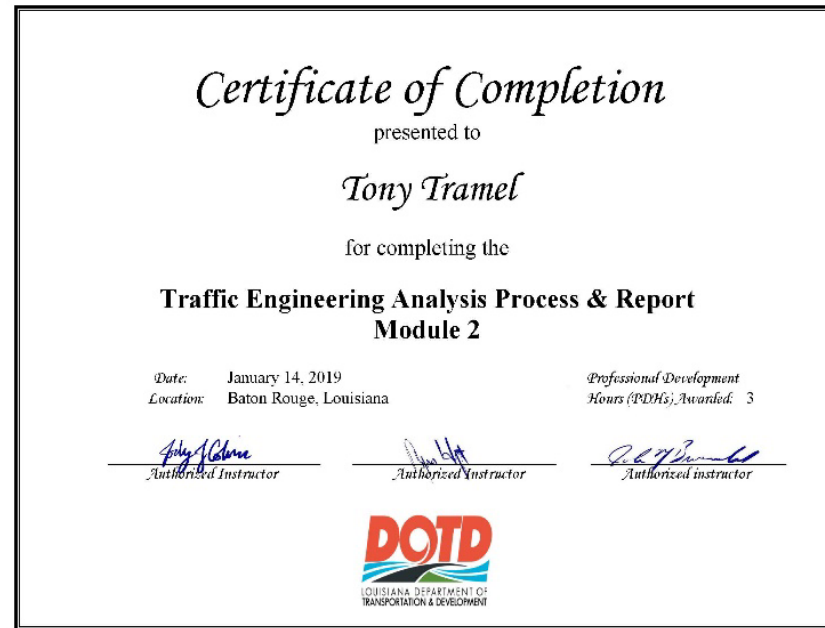 Certificate of Completion
presented to
Tony Tramel
for completing the
Traffic Engineering Analysis Process & Report
Module 2
Date: January 14, 2019
Location: Baton Rouge, Louisiana
Professional Development
Hours (PDHs) Awarded: 3
Authorized Instructor
Authorized Instructor
Authorized instructor
DOTD
LOUISIANA DEPARTMENT OF
TRANSPORTATION & DEVELOPMENT